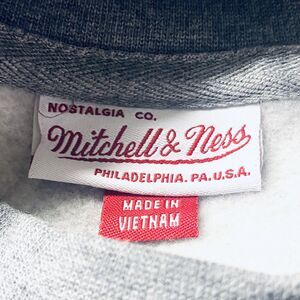 NOSTALGIA CO.
Mitchell & Ness
PHILADELPHIA. PA. U.S.A.
MADE IN
VIETNAM